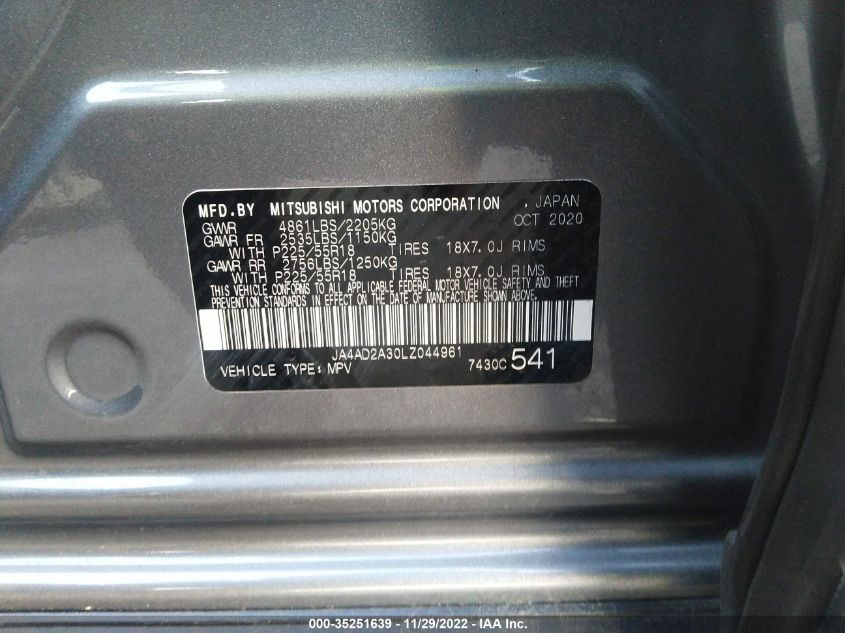 MFD.BY MITSUBISHI MOTORS CORPORATION , JAPAN
GVWR 4861LBS/2205KG OCT 2020
GAWR FR 2535LBS/1150KG
WITH P225/55R18 TIRES 18X7.0J RIMS
GAWR RR 2756LBS/1250KG
WITH P225/55R18 TIRES 18X7.0J RIMS
THIS VEHICLE CONFORMS TO ALL APPLICABLE FEDERAL MOTOR VEHICLE SAFETY AND THEFT
PREVENTION STANDARDS IN EFFECT ON THE DATE OF MANUFACTURE SHOWN ABOVE.
JA4AD2A30LZ044961
VEHICLE TYPE: MPV 7430C 541
000-35251639 - 11/29/2022 - IAA Inc.